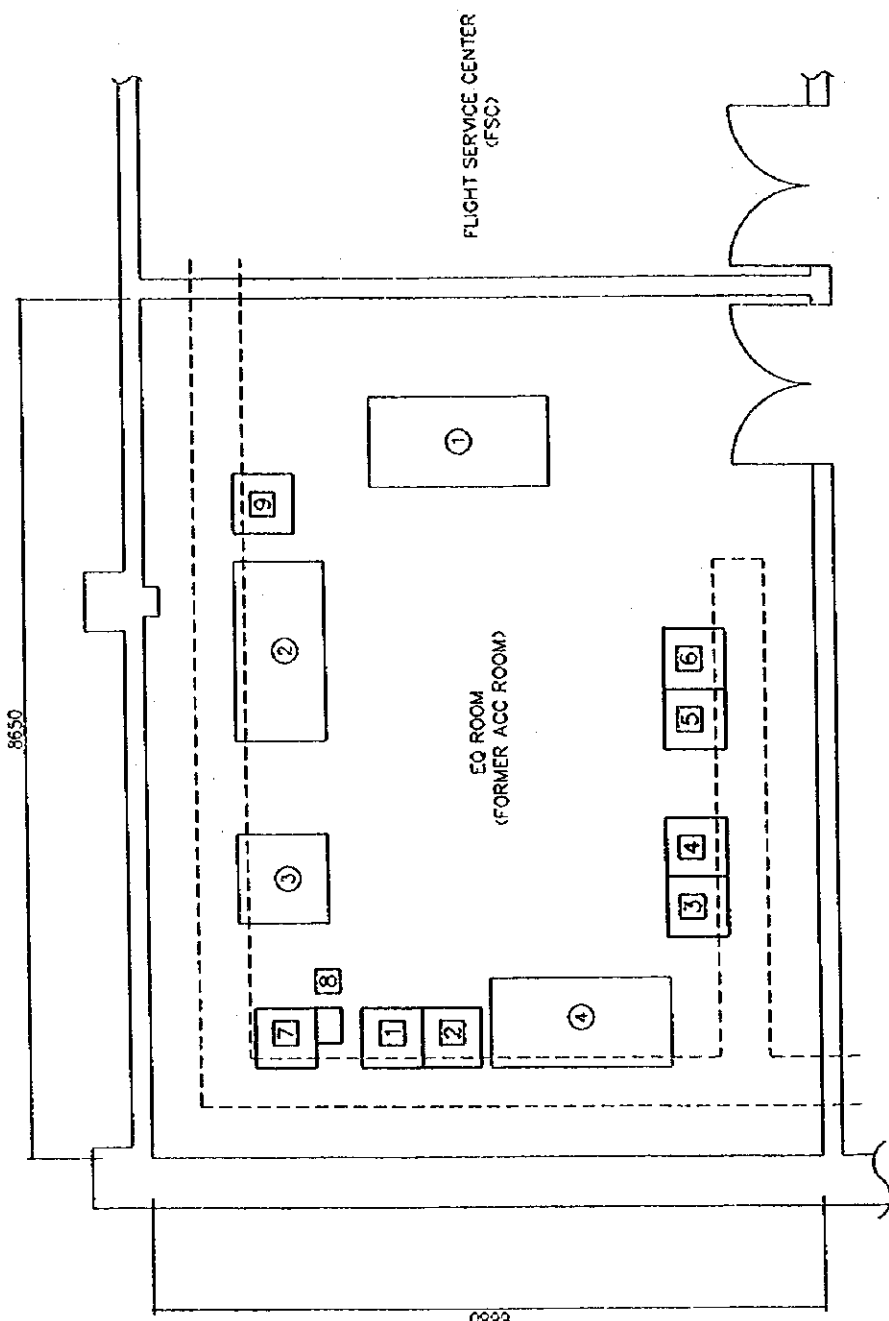 8650
7
③
②
9
8
1
2
①
FLIGHT SERVICE CENTER
(FSC)
EQ ROOM
(FORMER ACC ROOM)
④
3 4 5 6